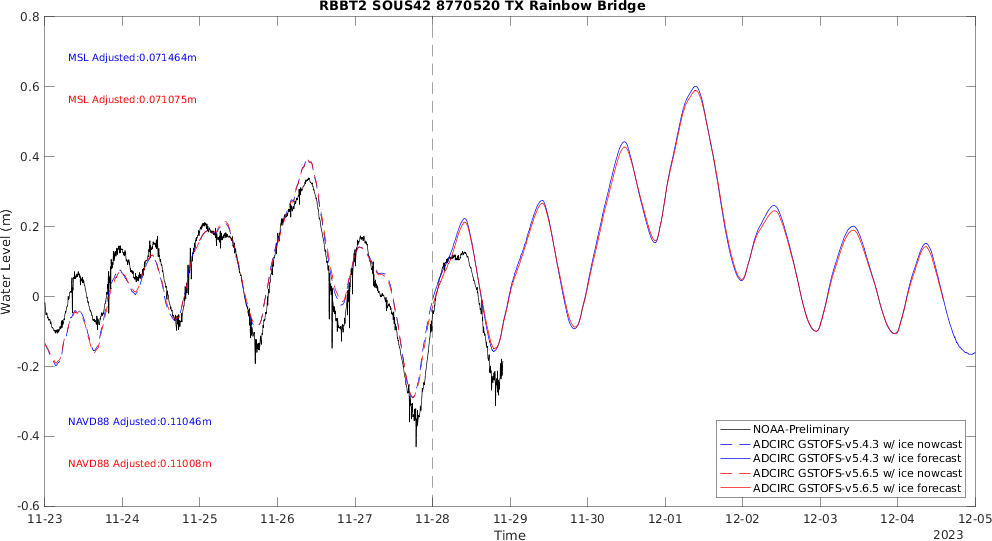 RBBT2 SOUS42 8770520 TX Rainbow Bridge
0.8
0.6
0.4
0.2
0
-0.2
-0.4
-0.6
Water Level (m)
MSL Adjusted:0.071464m
MSL Adjusted:0.071075m
NAVD88 Adjusted:0.11046m
NAVD88 Adjusted:0.11008m
NOAA-Preliminary
ADCIRC GSTOFS-v5.4.3 w/ ice nowcast
ADCIRC GSTOFS-v5.4.3 w/ ice forecast
ADCIRC GSTOFS-v5.6.5 w/ ice nowcast
ADCIRC GSTOFS-v5.6.5 w/ ice forecast
11-23 11-24 11-25 11-26 11-27 11-28 11-29 11-30 12-01 12-02 12-03 12-04 12-05
Time
2023